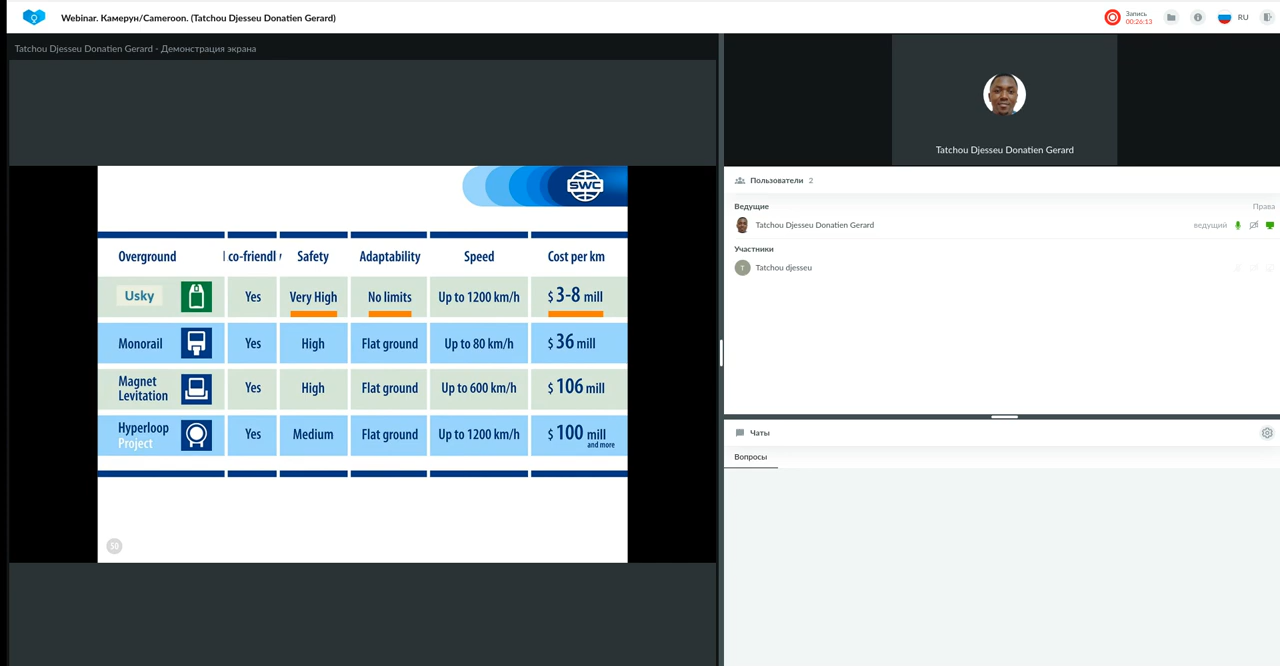 Webinar. Камерун/Cameroon. (Tatchou Djesseu Donatien Gerard)
Запись
00:26:13
RU
Tatchou Djesseu Donatien Gerard - Демонстрация экрана
SWC
Overground co-friendl Safety Adaptability Speed Cost per km
Usky Yes Very High No limits Up to 1200 km/h $ 3-8 mill
Monorail Yes High Flat ground Up to 80 km/h $ 36 mill
Magnet Levitation Yes High Flat ground Up to 600 km/h $ 106 mill
Hyperloop Project Yes Medium Flat ground Up to 1200 km/h $ 100 mill and more
50
Tatchou Djesseu Donatien Gerard
Пользователи 2
Ведущие Права
Tatchou Djesseu Donatien Gerard ведущий
Участники
T Tatchou djesseu
Чаты
Вопросы